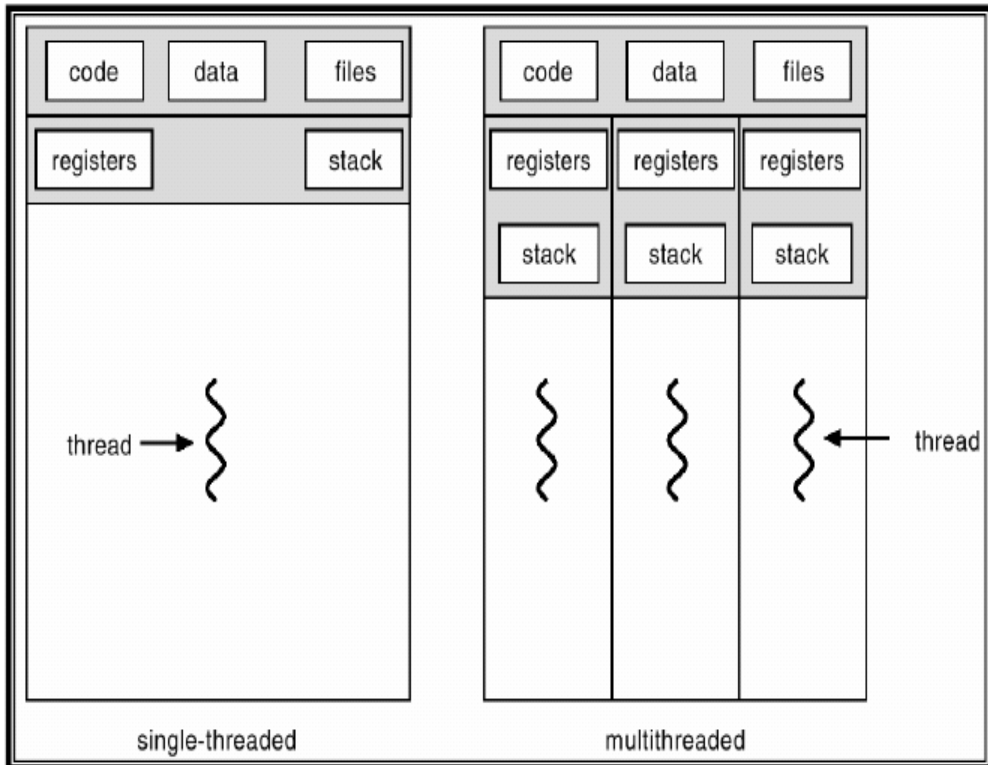 code data files
registers stack
thread
single-threaded
code data files
registers registers registers
stack stack stack
thread
multithreaded